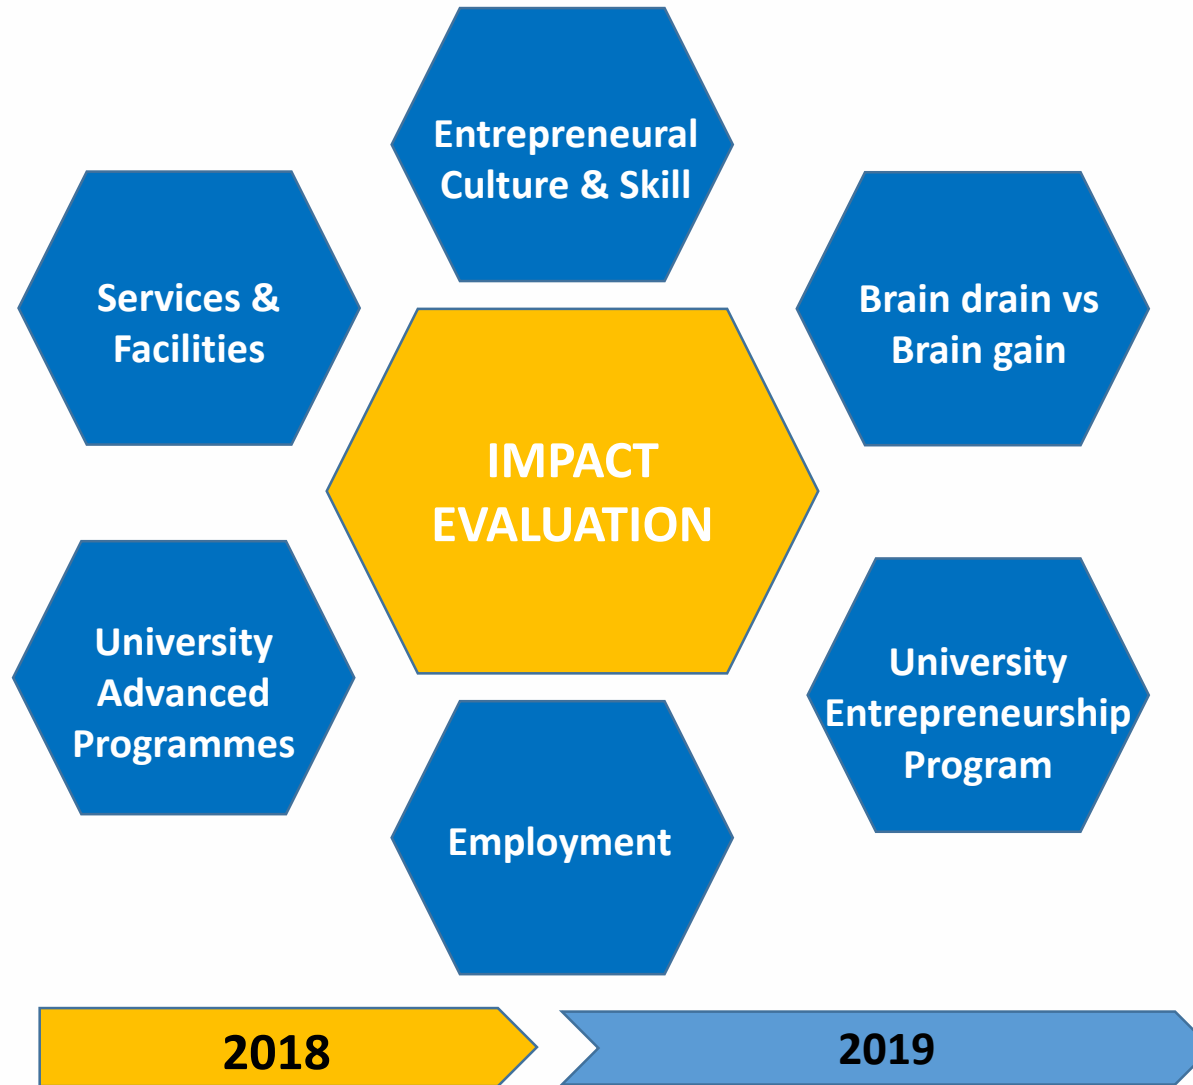 Entrepreneural
Culture & Skill
Services &
Facilities
Brain drain vs
Brain gain
IMPACT
EVALUATION
University
Advanced
Programmes
University
Entrepreneurship
Program
Employment
2018
2019